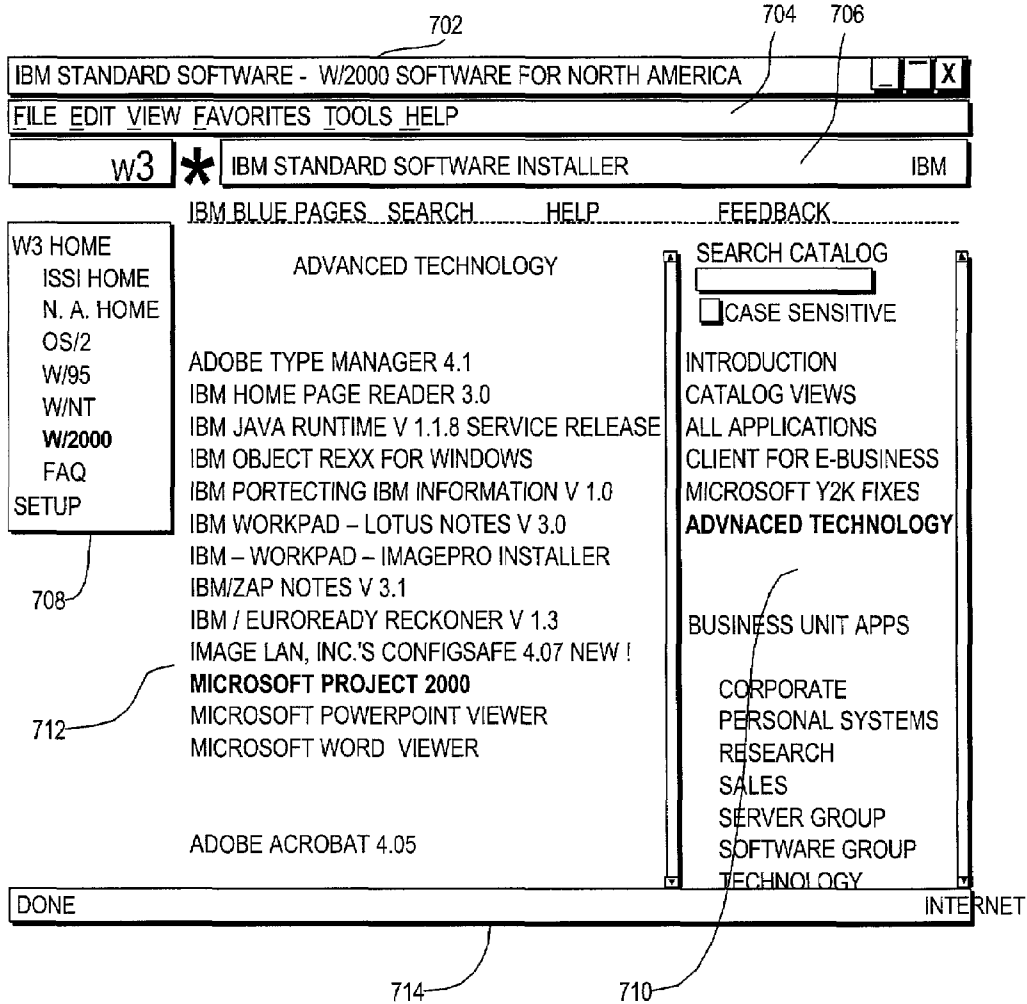 702
704 706
IBM STANDARD SOFTWARE - W/2000 SOFTWARE FOR NORTH AMERICA _ X
FILE EDIT VIEW FAVORITES TOOLS HELP
W3 * IBM STANDARD SOFTWARE INSTALLER IBM
IBM BLUE PAGES SEARCH HELP FEEDBACK
W3 HOME
ISSI HOME
N. A. HOME
OS/2
W/95
W/NT
W/2000
FAQ
SETUP
708
ADVANCED TECHNOLOGY
ADOBE TYPE MANAGER 4.1
IBM HOME PAGE READER 3.0
IBM JAVA RUNTIME V 1.1.8 SERVICE RELEASE
IBM OBJECT REXX FOR WINDOWS
IBM PORTECTING IBM INFORMATION V 1.0
IBM WORKPAD – LOTUS NOTES V 3.0
IBM – WORKPAD – IMAGEPRO INSTALLER
IBM/ZAP NOTES V 3.1
IBM / EUROREADY RECKONER V 1.3
IMAGE LAN, INC.'S CONFIGSAFE 4.07 NEW !
MICROSOFT PROJECT 2000
MICROSOFT POWERPOINT VIEWER
MICROSOFT WORD VIEWER
ADOBE ACROBAT 4.05
712
SEARCH CATALOG
CASE SENSITIVE
INTRODUCTION
CATALOG VIEWS
ALL APPLICATIONS
CLIENT FOR E-BUSINESS
MICROSOFT Y2K FIXES
ADVNACED TECHNOLOGY
BUSINESS UNIT APPS
CORPORATE
PERSONAL SYSTEMS
RESEARCH
SALES
SERVER GROUP
SOFTWARE GROUP
TECHNOLOGY
DONE INTERNET
714 710